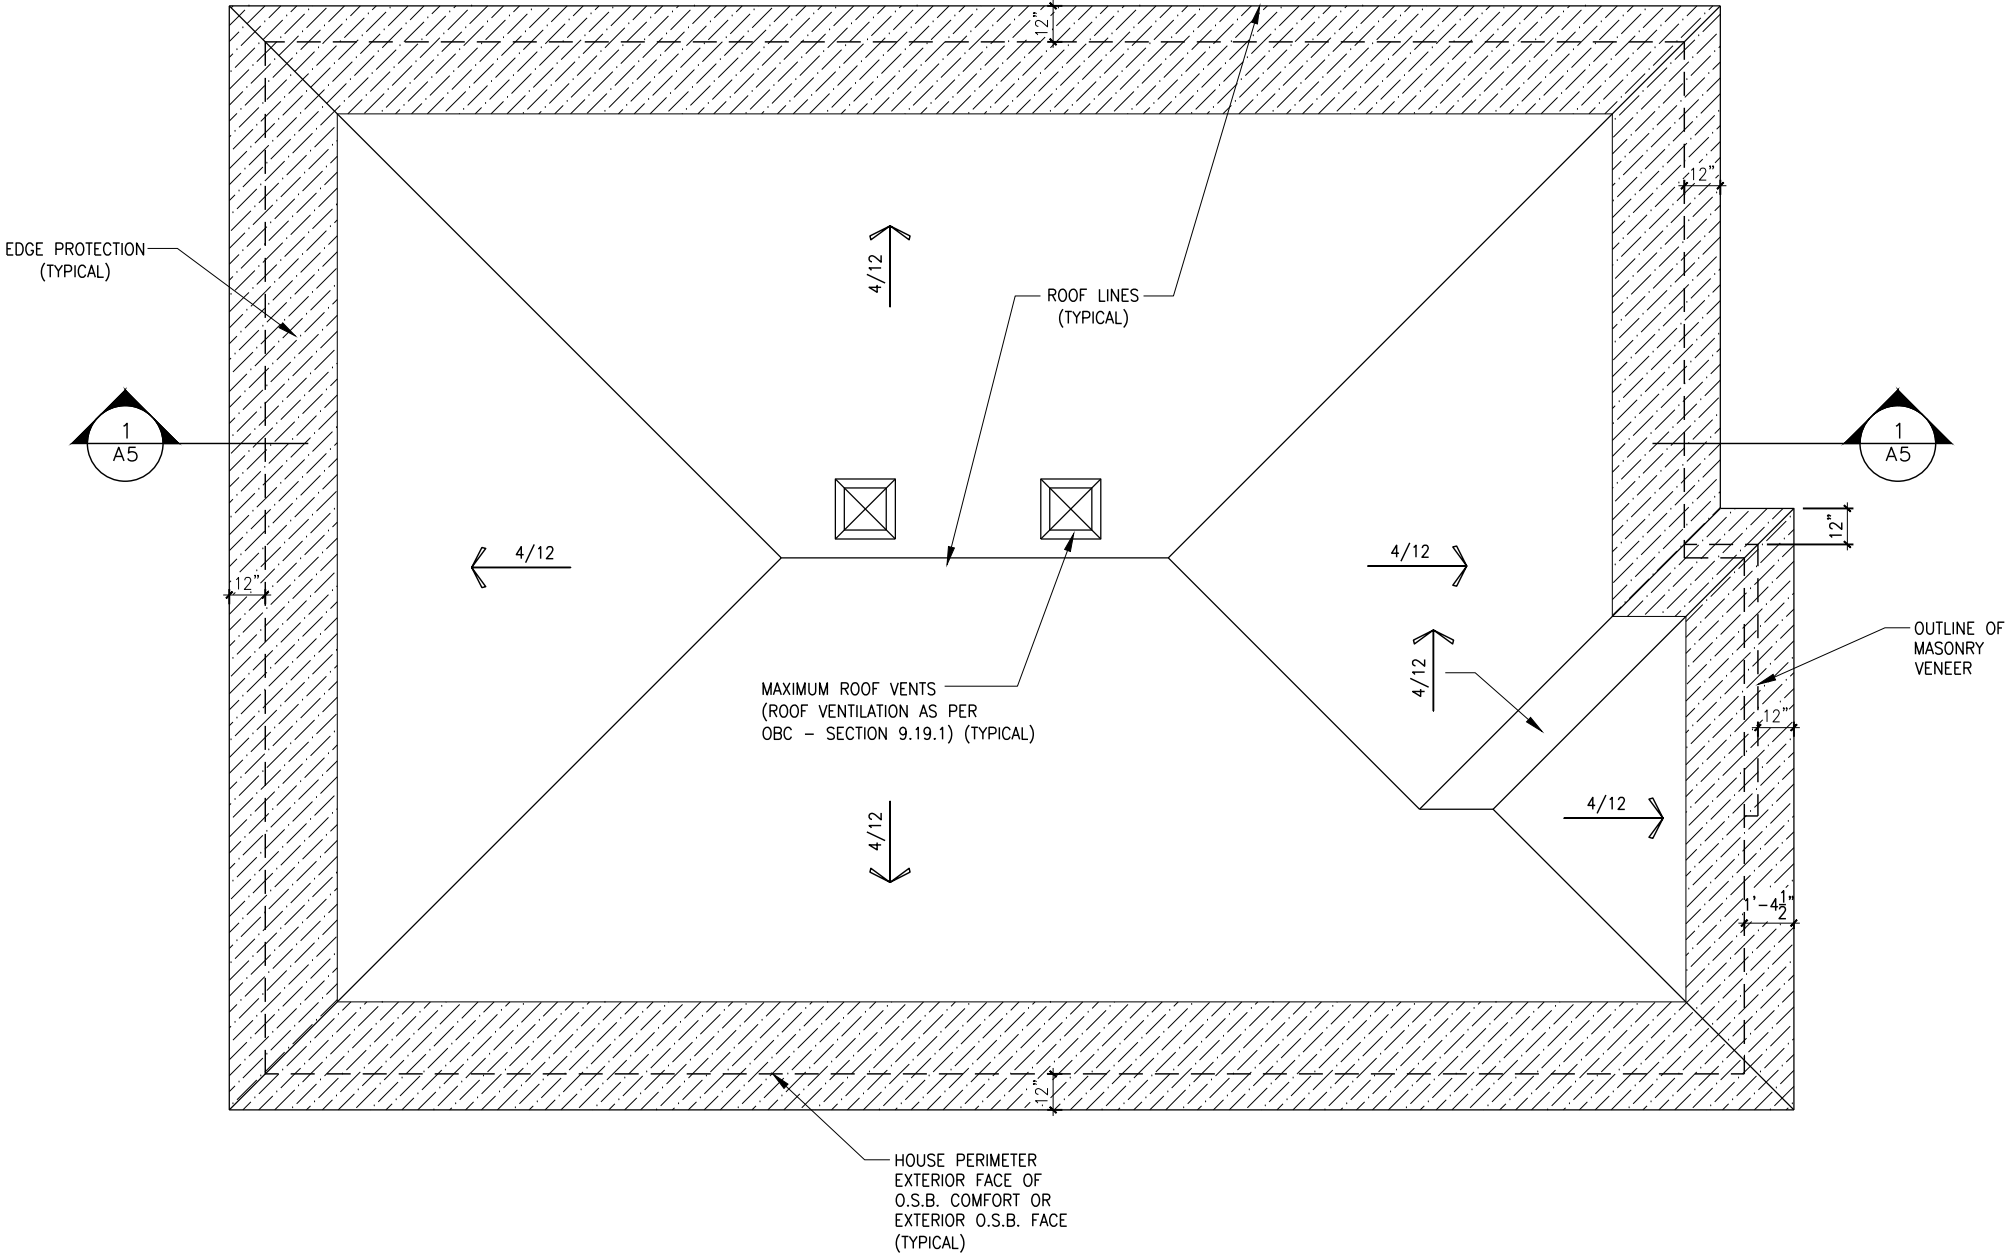 12"
12"
EDGE PROTECTION
(TYPICAL)
4/12
ROOF LINES
(TYPICAL)
1
A5
1
A5
12"
4/12
4/12
12"
4/12
OUTLINE OF
MASONRY
VENEER
MAXIMUM ROOF VENTS
(ROOF VENTILATION AS PER
OBC - SECTION 9.19.1) (TYPICAL)
12"
4/12
4/12
1'-4 1/2"
12"
HOUSE PERIMETER
EXTERIOR FACE OF
O.S.B. COMFORT OR
EXTERIOR O.S.B. FACE
(TYPICAL)